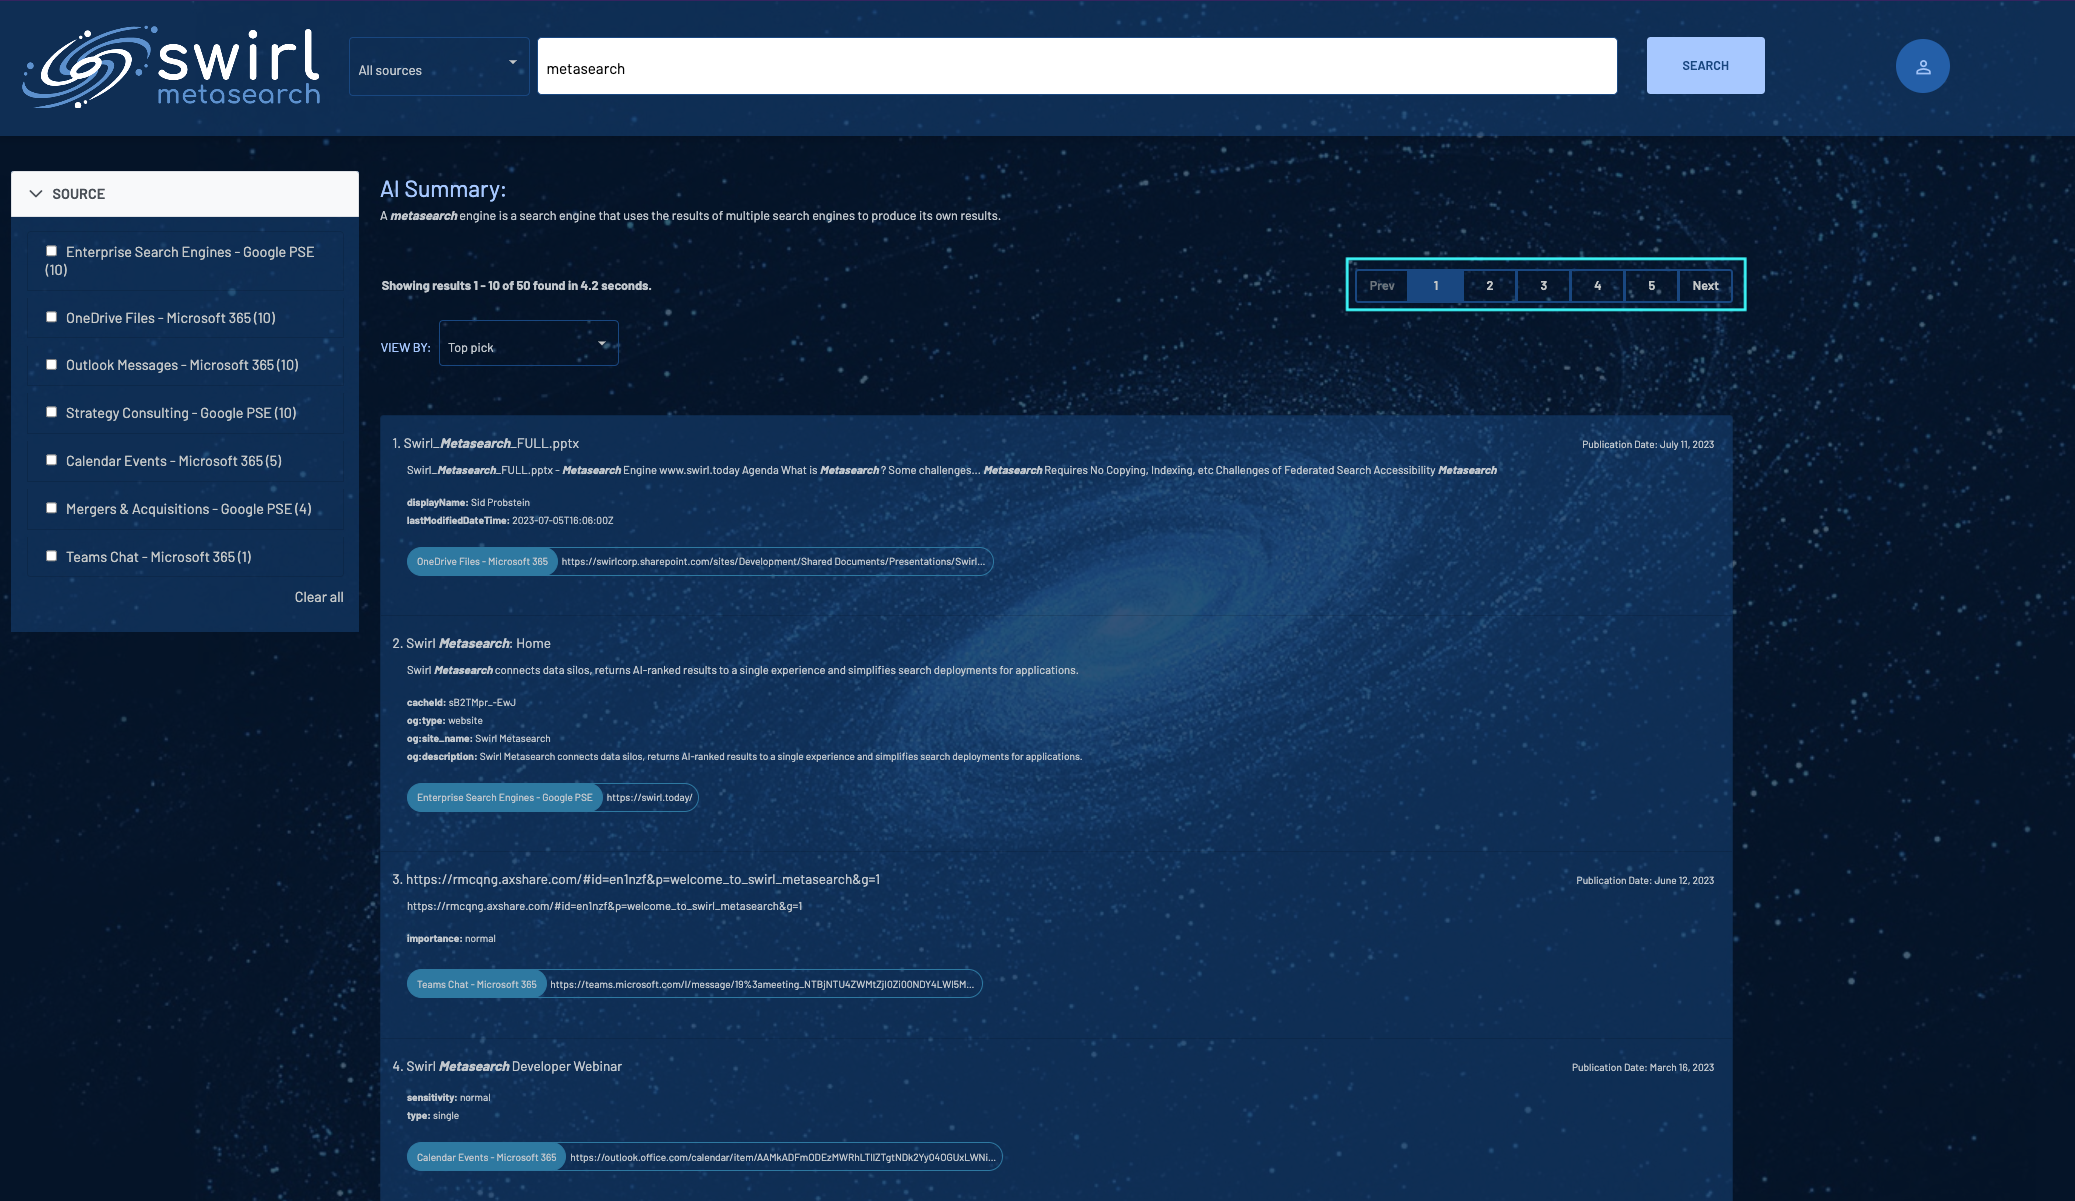 swirl
metasearch
All sources
metasearch
SEARCH
SOURCE
Enterprise Search Engines - Google PSE
(10)
OneDrive Files - Microsoft 365 (10)
Outlook Messages - Microsoft 365 (10)
Strategy Consulting - Google PSE (10)
Calendar Events - Microsoft 365 (5)
Mergers & Acquisitions - Google PSE (4)
Teams Chat - Microsoft 365 (1)
Clear all
AI Summary:
A metasearch engine is a search engine that uses the results of multiple search engines to produce its own results.
Showing results 1 - 10 of 50 found in 4.2 seconds.
Prev 1 2 3 4 5 Next
VIEW BY: Top pick
1. Swirl_Metasearch_FULL.pptx
Publication Date: July 11, 2023
Swirl_Metasearch_FULL.pptx - Metasearch Engine www.swirl.today Agenda What is Metasearch ? Some challenges... Metasearch Requires No Copying, Indexing, etc Challenges of Federated Search Accessibility Metasearch
displayName: Sid Probstein
lastModifiedDateTime: 2023-07-05T16:06:00Z
OneDrive Files - Microsoft 365 https://swirlcorp.sharepoint.com/sites/Development/Shared Documents/Presentations/Swirl...
2. Swirl Metasearch: Home
Swirl Metasearch connects data silos, returns AI-ranked results to a single experience and simplifies search deployments for applications.
cacheId: sB2TMpr_-EwJ
og:type: website
og:site_name: Swirl Metasearch
og:description: Swirl Metasearch connects data silos, returns AI-ranked results to a single experience and simplifies search deployments for applications.
Enterprise Search Engines - Google PSE https://swirl.today/
3. https://rmcqng.axshare.com/#id=en1nzf&p=welcome_to_swirl_metasearch&g=1
Publication Date: June 12, 2023
https://rmcqng.axshare.com/#id=en1nzf&p=welcome_to_swirl_metasearch&g=1
importance: normal
Teams Chat - Microsoft 365 https://teams.microsoft.com/l/message/19%3ameeting_NTBjNTU4ZWMtZjI0Zi00NDY4LWI5M...
4. Swirl Metasearch Developer Webinar
Publication Date: March 16, 2023
sensitivity: normal
type: single
Calendar Events - Microsoft 365 https://outlook.office.com/calendar/item/AAMkADFmODEzMWRhLTllZTgtNDk2Yy04OGUxLWNi...